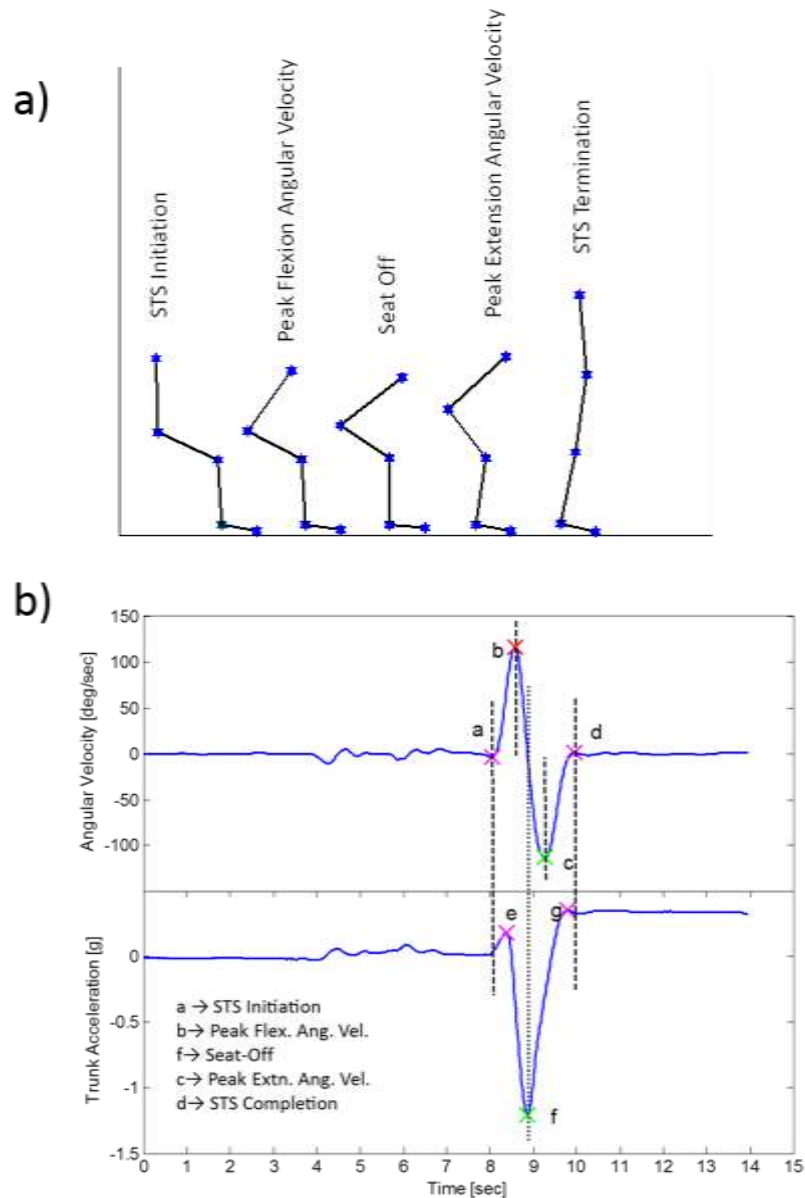 a)
STS Initiation
Peak Flexion Angular Velocity
Seat Off
Peak Extension Angular Velocity
STS Termination
b)
Angular Velocity [deg/sec]
150
100
50
0
-50
-100
a
b
c
d
Trunk Acceleration [g]
0
-0.5
-1
-1.5
e
g
f
a → STS Initiation
b→ Peak Flex. Ang. Vel.
f→ Seat-Off
c→ Peak Extn. Ang. Vel.
d→ STS Completion
0 1 2 3 4 5 6 7 8 9 10 11 12 13 14 15
Time [sec]